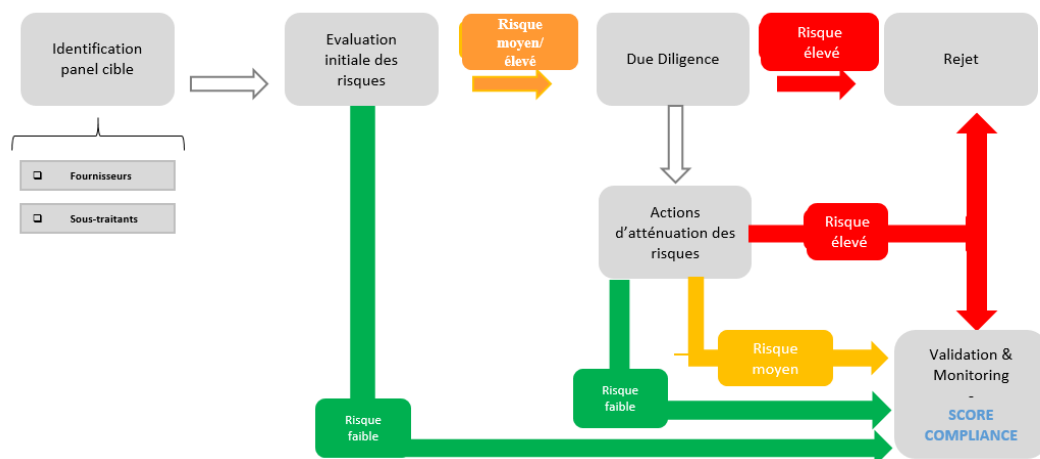 Identification
panel cible
Evaluation
initiale des
risques
Risque
moyen/
élevé
Due Diligence
Risque
élevé
Rejet
Fournisseurs
Sous-traitants
Actions
d'atténuation des
risques
Risque
élevé
Risque
moyen
Risque
faible
Risque
faible
Validation &
Monitoring
-
SCORE
COMPLIANCE